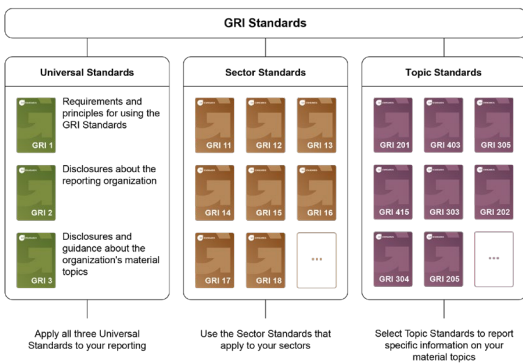 GRI Standards
Universal Standards
GRI 1
Requirements and
principles for using the
GRI Standards
GRI 2
Disclosures about the
reporting organization
GRI 3
Disclosures and
guidance about the
organization's material
topics
Apply all three Universal
Standards to your reporting
Sector Standards
GRI 11 GRI 12 GRI 13
GRI 14 GRI 15 GRI 16
GRI 17 GRI 18 ...
Use the Sector Standards that
apply to your sectors
Topic Standards
GRI 201 GRI 403 GRI 305
GRI 415 GRI 303 GRI 202
GRI 304 GRI 205 ...
Select Topic Standards to report
specific information on your
material topics